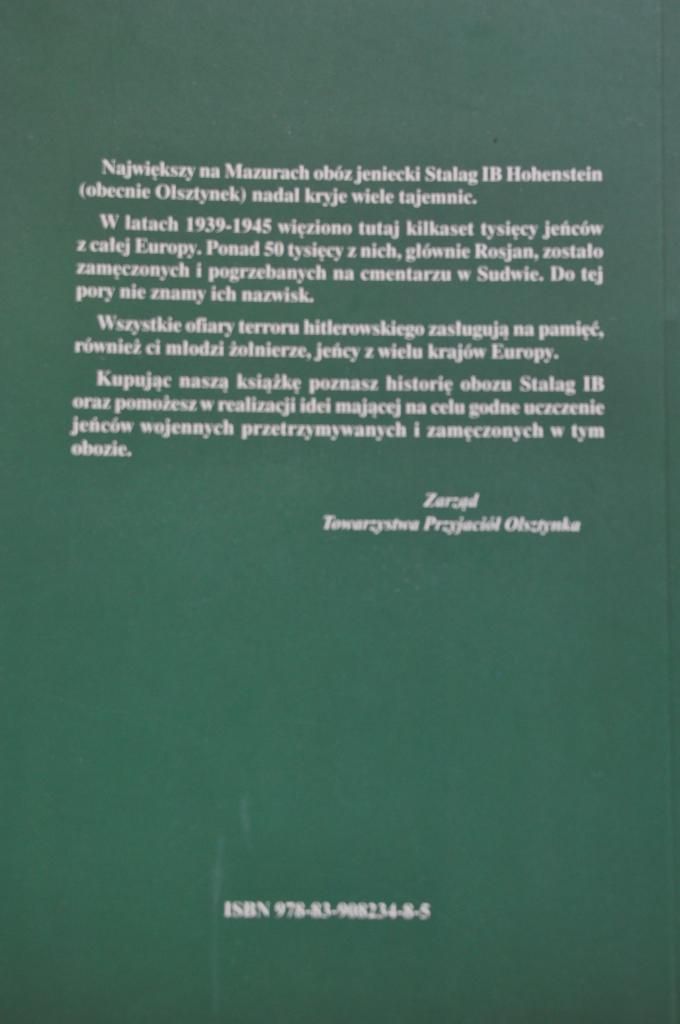 Największy na Mazurach obóz jeniecki Stalag IB Hohenstein
(obecnie Olsztynek) nadal kryje wiele tajemnic.
W latach 1939-1945 więziono tutaj kilkaset tysięcy jeńców
z całej Europy. Ponad 50 tysięcy z nich, głównie Rosjan, zostało
zamęczonych i pogrzebanych na cmentarzu w Sudwie. Do tej
pory nie znamy ich nazwisk.
Wszystkie ofiary terroru hitlerowskiego zasługują na pamięć,
również ci młodzi żołnierze, jeńcy z wielu krajów Europy.
Kupując naszą książkę poznasz historię obozu Stalag IB
oraz pomożesz w realizacji idei mającej na celu godne uczczenie
jeńców wojennych przetrzymywanych i zamęczonych w tym
obozie.
Zarząd
Towarzystwa Przyjaciół Olsztynka
ISBN 978-83-908234-8-5